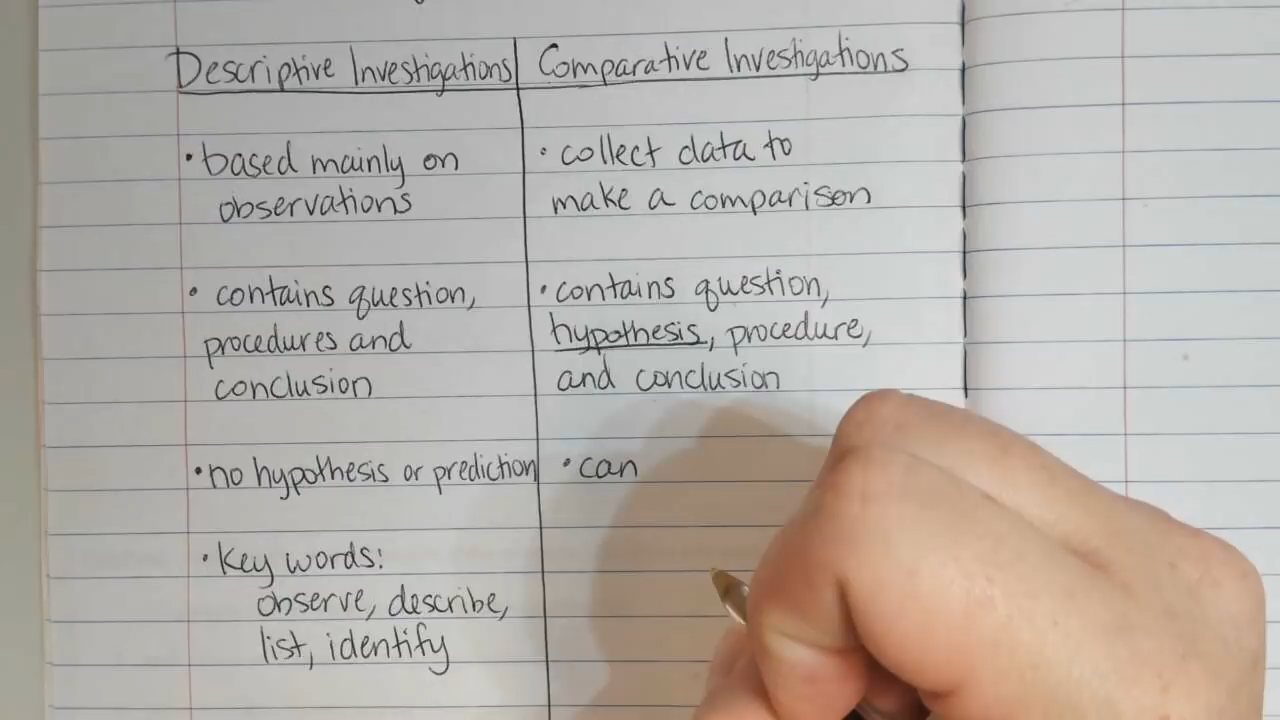 Descriptive Investigations
• based mainly on
observations
• contains question,
procedures and
conclusion
• no hypothesis or prediction
• Key words:
observe, describe,
list, identify
Comparative Investigations
• collect data to
make a comparison
• contains question,
hypothesis, procedure,
and conclusion
• can